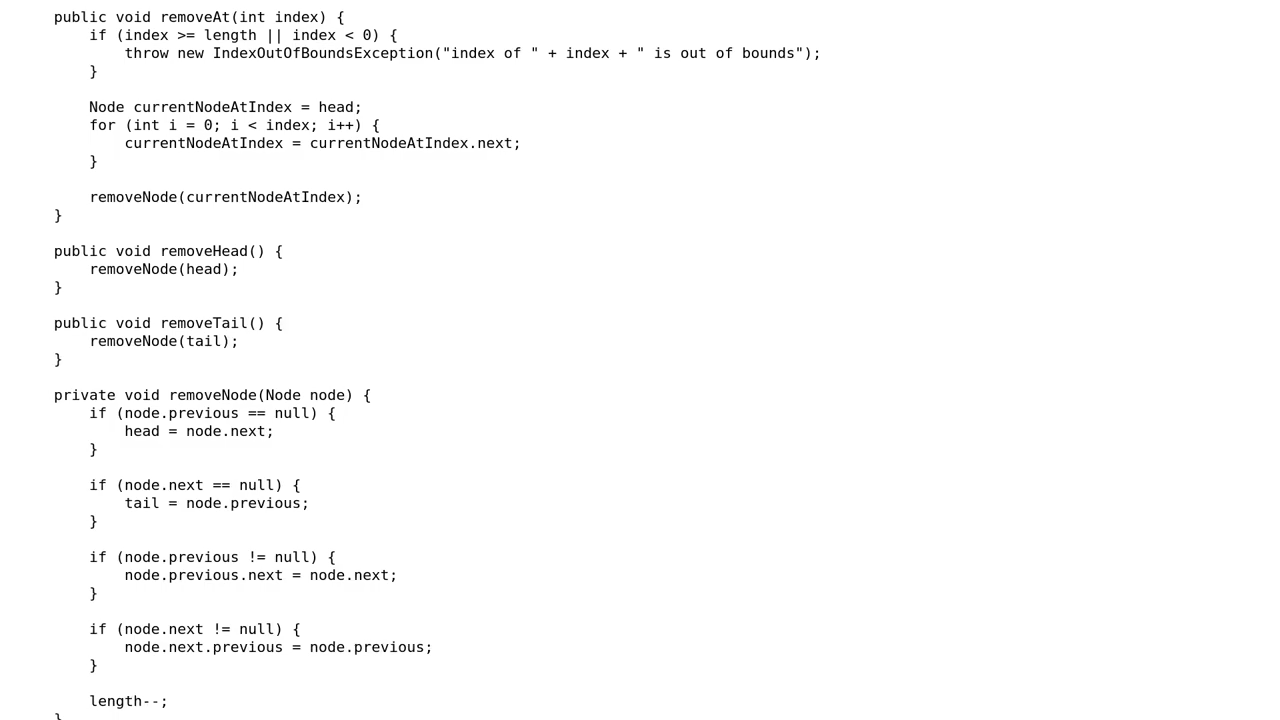 public void removeAt(int index) {
if (index >= length || index < 0) {
throw new IndexOutOfBoundsException("index of " + index + " is out of bounds");
}
Node currentNodeAtIndex = head;
for (int i = 0; i < index; i++) {
currentNodeAtIndex = currentNodeAtIndex.next;
}
removeNode(currentNodeAtIndex);
}
public void removeHead() {
removeNode(head);
}
public void removeTail() {
removeNode(tail);
}
private void removeNode(Node node) {
if (node.previous == null) {
head = node.next;
}
if (node.next == null) {
tail = node.previous;
}
if (node.previous != null) {
node.previous.next = node.next;
}
if (node.next != null) {
node.next.previous = node.previous;
}
length--;
}